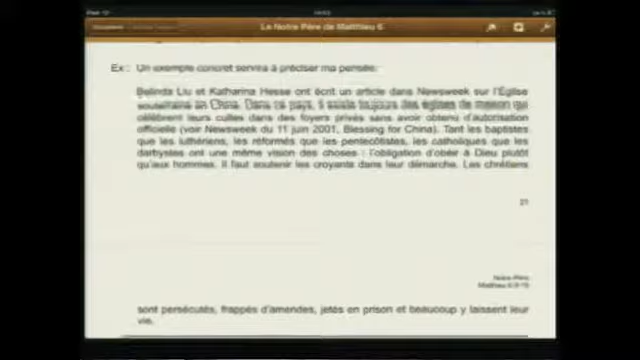 Le Notre Père de Matthieu 6
Ex : Un exemple concret servira à préciser ma pensée.
Belinda Liu et Katharina Hesse ont écrit un article dans Newsweek sur l'Église
souterraine en Chine. Dans ce pays, il existe toujours des églises de maison qui
célèbrent leurs cultes dans des foyers privés sans avoir obtenu d'autorisation
officielle (voir Newsweek du 11 juin 2001, Blessing for China). Tant les baptistes
que les luthériens, les réformés que les pentecôtistes, les catholiques que les
darbystes ont une même vision des choses : l'obligation d'obéir à Dieu plutôt
qu'aux hommes. Il faut soutenir les croyants dans leur démarche. Les chrétiens
21
Notre Père
Matthieu 6.9-15
sont persécutés, frappés d'amendes, jetés en prison et beaucoup y laissent leur
vie.